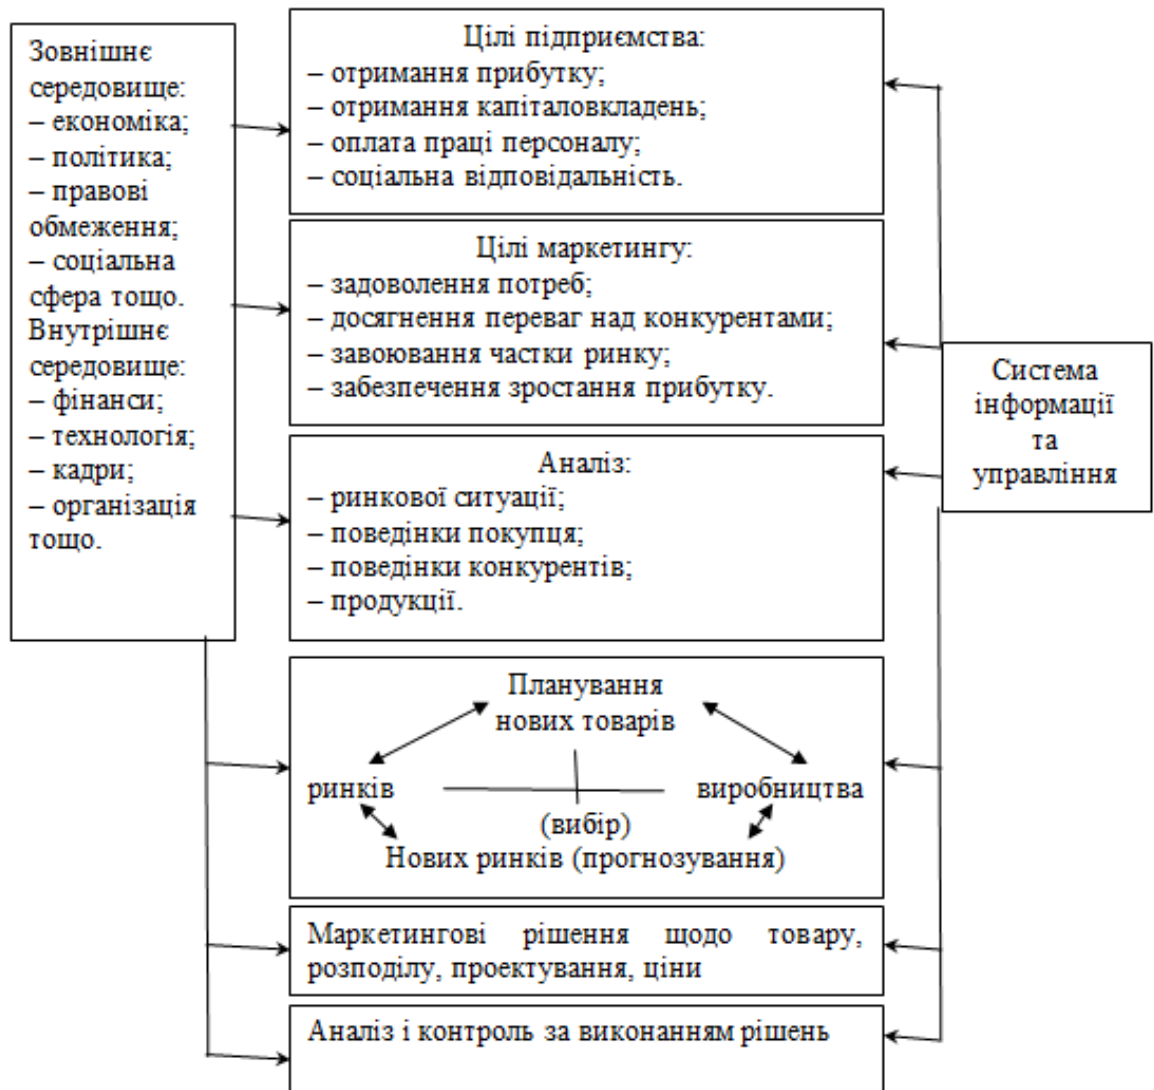 Зовнішнє
середовище:
– економіка;
– політика;
– правові
обмеження;
– соціальна
сфера тощо.
Внутрішнє
середовище:
– фінанси;
– технологія;
– кадри;
– організація
тощо.
Цілі підприємства:
– отримання прибутку;
– отримання капіталовкладень;
– оплата праці персоналу;
– соціальна відповідальність.
Цілі маркетингу:
– задоволення потреб;
– досягнення переваг над конкурентами;
– завоювання частки ринку;
– забезпечення зростання прибутку.
Аналіз:
– ринкової ситуації;
– поведінки покупця;
– поведінки конкурентів;
– продукції.
Планування
нових товарів
ринків
виробництва
(вибір)
Нових ринків (прогнозування)
Маркетингові рішення щодо товару,
розподілу, проектування, ціни
Аналіз і контроль за виконанням рішень
Система
інформації
та
управління